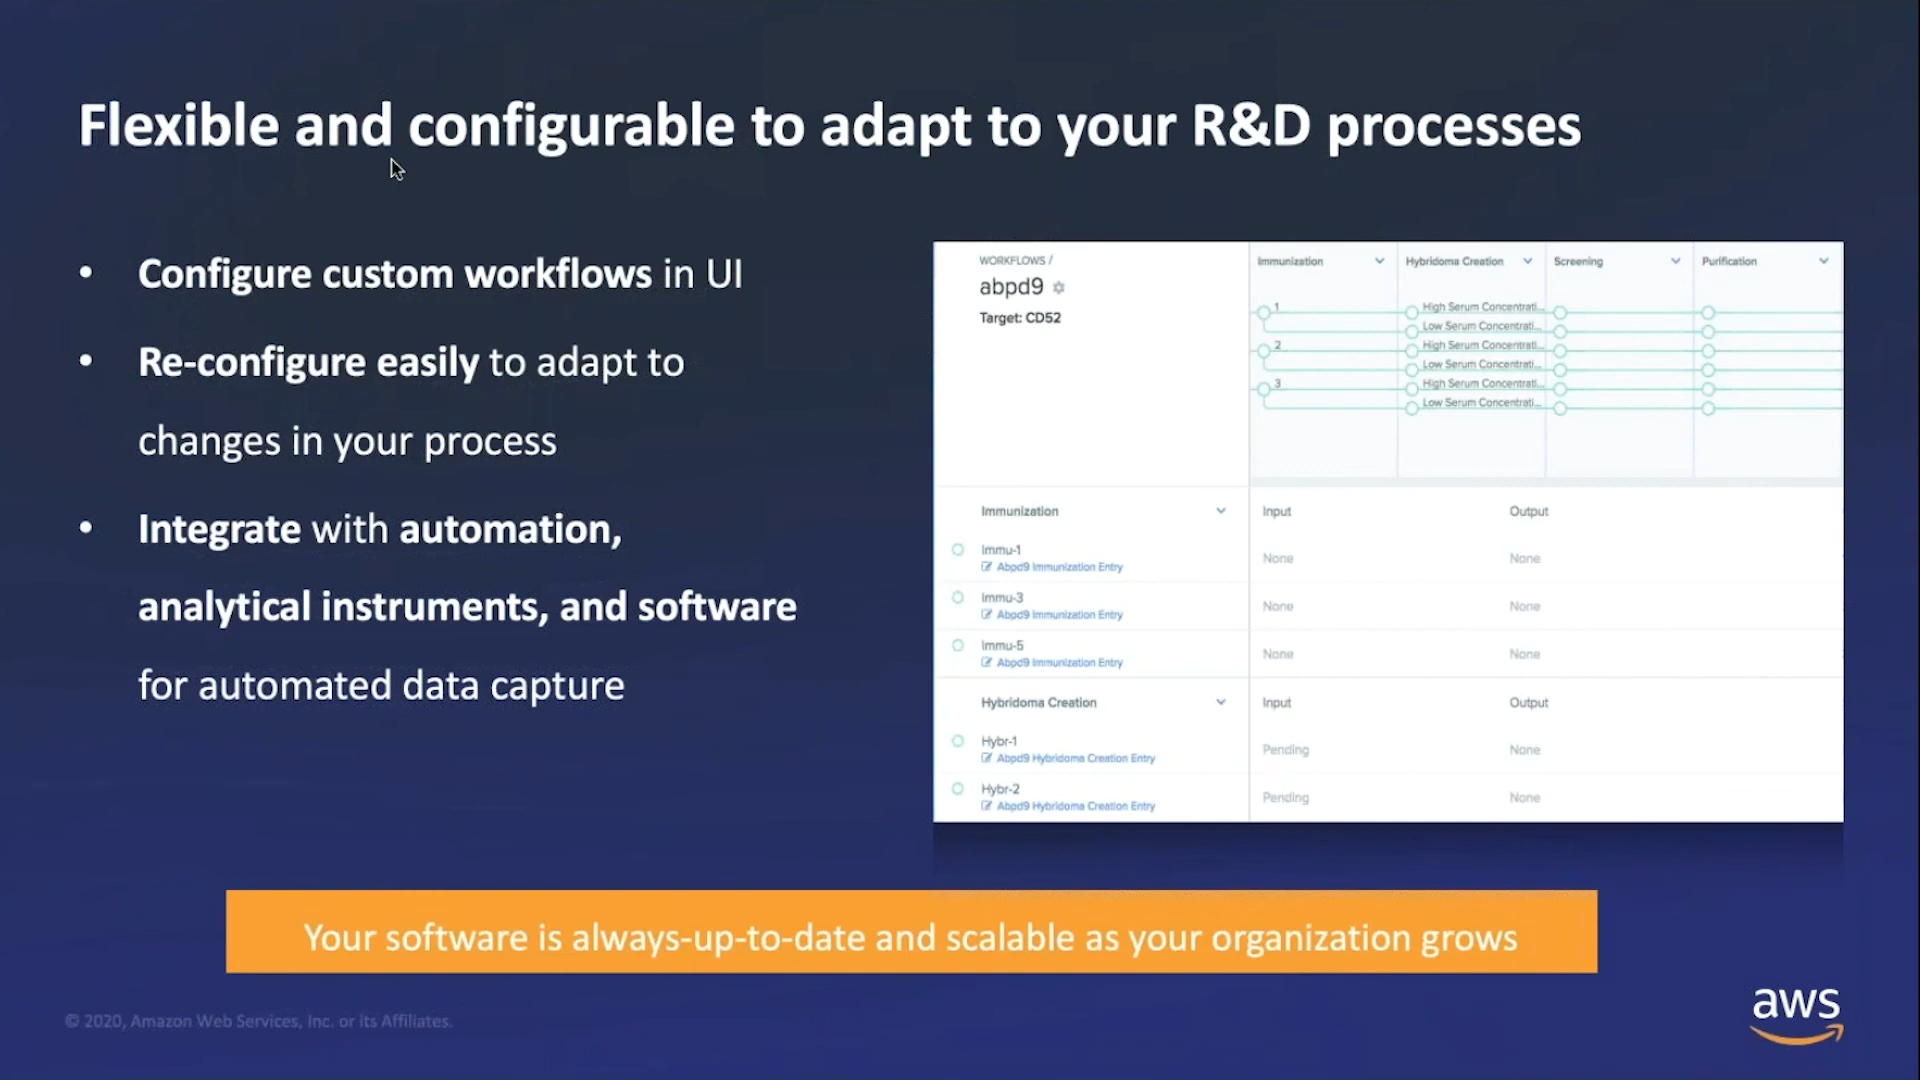 Flexible and configurable to adapt to your R&D processes
• Configure custom workflows in UI
• Re-configure easily to adapt to
changes in your process
• Integrate with automation,
analytical instruments, and software
for automated data capture
WORKFLOWS /
abpd9
Target: CD52
Immunization Hybridoma Creation Screening Purification
1 High Serum Concentrati...
Low Serum Concentrati...
2 High Serum Concentrati...
Low Serum Concentrati...
3 High Serum Concentrati...
Low Serum Concentrati...
Immunization Input Output
Immu-1 None None
Abpd9 Immunization Entry
Immu-3 None None
Abpd9 Immunization Entry
Immu-5 None None
Abpd9 Immunization Entry
Hybridoma Creation Input Output
Hybr-1 Pending None
Abpd9 Hybridoma Creation Entry
Hybr-2 Pending None
Abpd9 Hybridoma Creation Entry
Your software is always-up-to-date and scalable as your organization grows
© 2020, Amazon Web Services, Inc. or its Affiliates.
aws